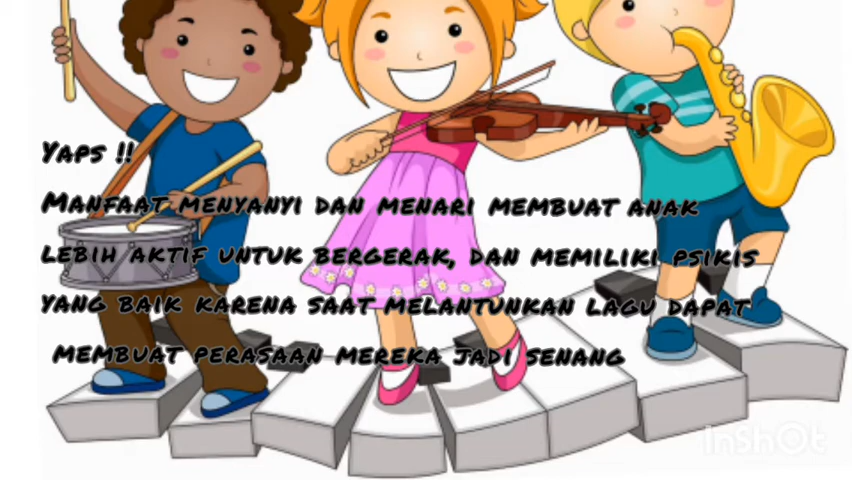 Yaps !!
Manfaat menyanyi dan menari membuat anak
lebih aktif untuk bergerak, dan memiliki psikis
yang baik karena saat melantunkan lagu dapat
membuat perasaan mereka jadi senang
InShOt